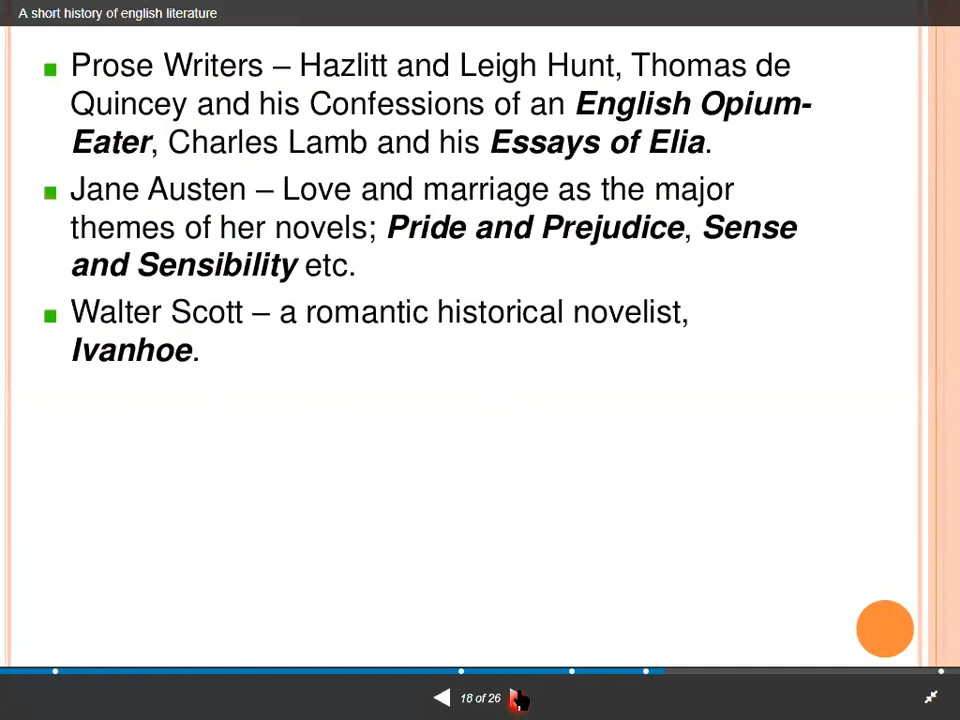 A short history of english literature
Prose Writers – Hazlitt and Leigh Hunt, Thomas de
Quincey and his Confessions of an English Opium-
Eater, Charles Lamb and his Essays of Elia.
Jane Austen – Love and marriage as the major
themes of her novels; Pride and Prejudice, Sense
and Sensibility etc.
Walter Scott – a romantic historical novelist,
Ivanhoe.
18 of 26